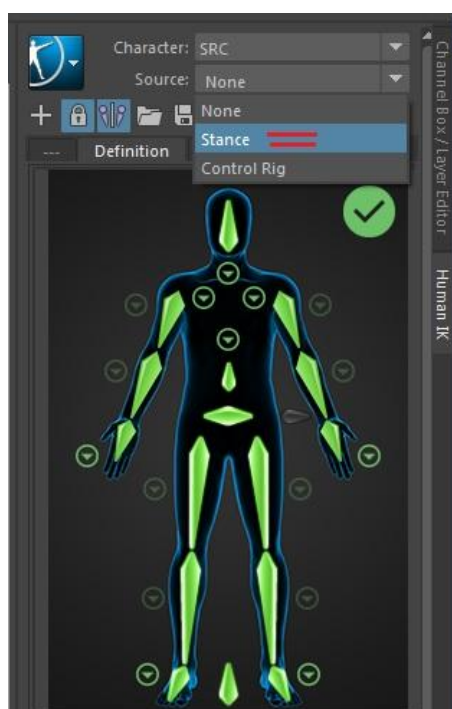 Character: SRC
Source: None
None
Stance
Control Rig
--- Definition
Channel Box / Layer Editor
Human IK